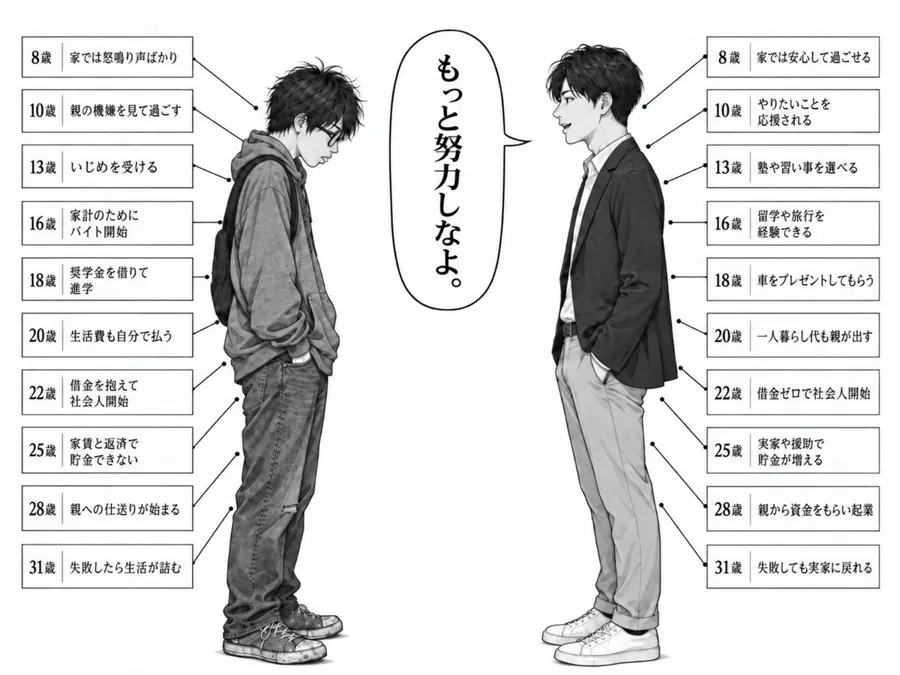 8歳 家では怒鳴り声ばかり
10歳 親の機嫌を見て過ごす
13歳 いじめを受ける
16歳 家計のために
バイト開始
18歳 奨学金を借りて
進学
20歳 生活費も自分で払う
22歳 借金を抱えて
社会人開始
25歳 家賃と返済で
貯金できない
28歳 親への仕送りが始まる
31歳 失敗したら生活が詰む
もっと努力しなよ。
8歳 家では安心して過ごせる
10歳 やりたいことを
応援される
13歳 塾や習い事を選べる
16歳 留学や旅行を
経験できる
18歳 車をプレゼントしてもらう
20歳 一人暮らし代も親が出す
22歳 借金ゼロで社会人開始
25歳 実家や援助で
貯金が増える
28歳 親から資金をもらい起業
31歳 失敗しても実家に戻れる